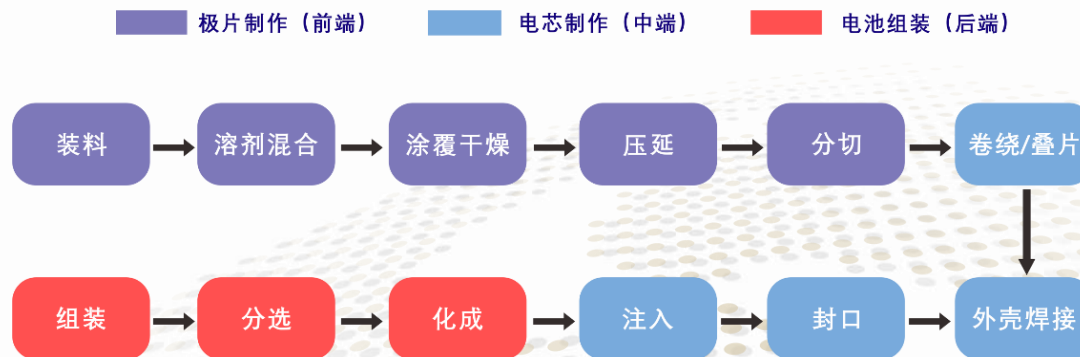 极片制作（前端）
电芯制作（中端）
电池组装（后端）
装料
溶剂混合
涂覆干燥
压延
分切
卷绕/叠片
组装
分选
化成
注入
封口
外壳焊接